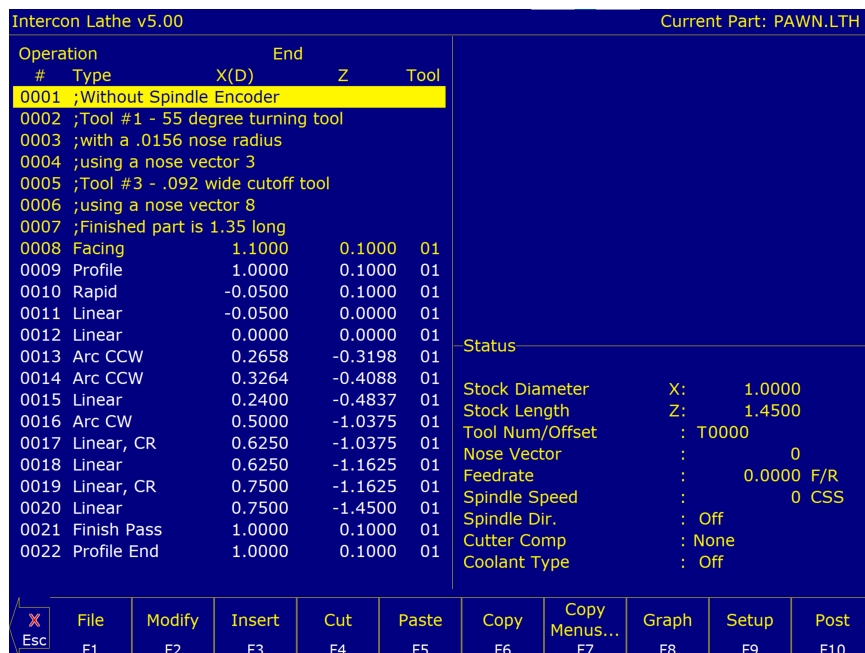 Intercon Lathe v5.00 Current Part: PAWN.LTH
Operation End
# Type X(D) Z Tool
0001 ;Without Spindle Encoder
0002 ;Tool #1 - 55 degree turning tool
0003 ;with a .0156 nose radius
0004 ;using a nose vector 3
0005 ;Tool #3 - .092 wide cutoff tool
0006 ;using a nose vector 8
0007 ;Finished part is 1.35 long
0008 Facing 1.1000 0.1000 01
0009 Profile 1.0000 0.1000 01
0010 Rapid -0.0500 0.1000 01
0011 Linear -0.0500 0.0000 01
0012 Linear 0.0000 0.0000 01
0013 Arc CCW 0.2658 -0.3198 01
0014 Arc CCW 0.3264 -0.4088 01
0015 Linear 0.2400 -0.4837 01
0016 Arc CW 0.5000 -1.0375 01
0017 Linear, CR 0.6250 -1.0375 01
0018 Linear 0.6250 -1.1625 01
0019 Linear, CR 0.7500 -1.1625 01
0020 Linear 0.7500 -1.4500 01
0021 Finish Pass 1.0000 0.1000 01
0022 Profile End 1.0000 0.1000 01
Status
Stock Diameter X: 1.0000
Stock Length Z: 1.4500
Tool Num/Offset : T0000
Nose Vector : 0
Feedrate : 0.0000 F/R
Spindle Speed : 0 CSS
Spindle Dir. : Off
Cutter Comp : None
Coolant Type : Off
X Esc
File F1
Modify F2
Insert F3
Cut F4
Paste F5
Copy F6
Copy Menus... F7
Graph F8
Setup F9
Post F10